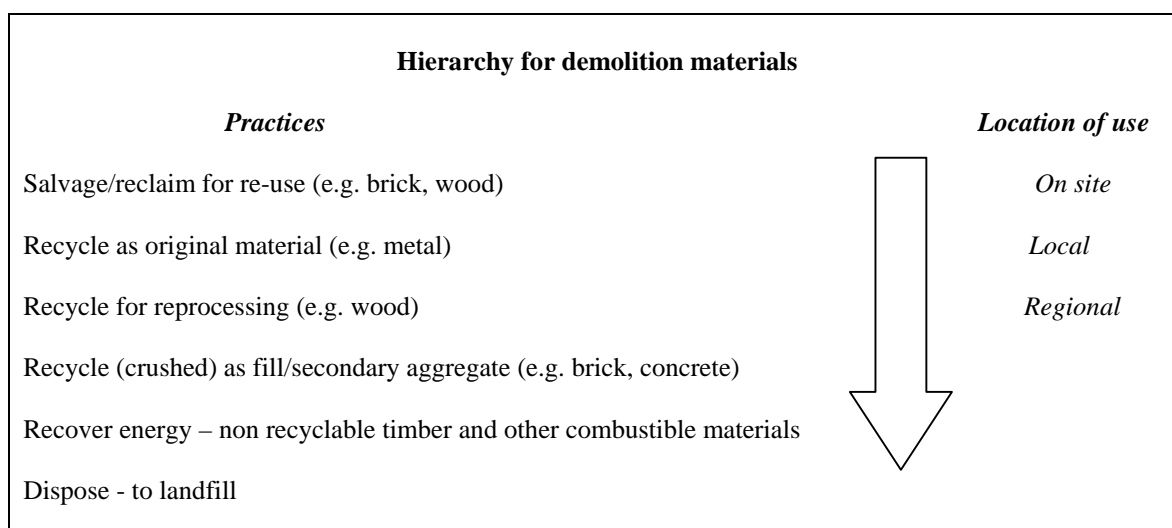 Hierarchy for demolition materials
Practices Location of use
Salvage/reclaim for re-use (e.g. brick, wood) On site
Recycle as original material (e.g. metal) Local
Recycle for reprocessing (e.g. wood) Regional
Recycle (crushed) as fill/secondary aggregate (e.g. brick, concrete)
Recover energy – non recyclable timber and other combustible materials
Dispose - to landfill